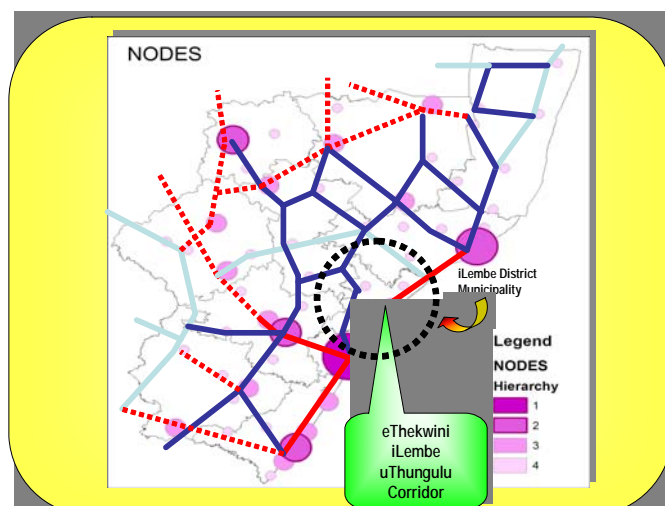 NODES
iLembe District
Municipality
Legend
NODES
Hierarchy
1
2
3
4
eThekwini
iLembe
uThungulu
Corridor